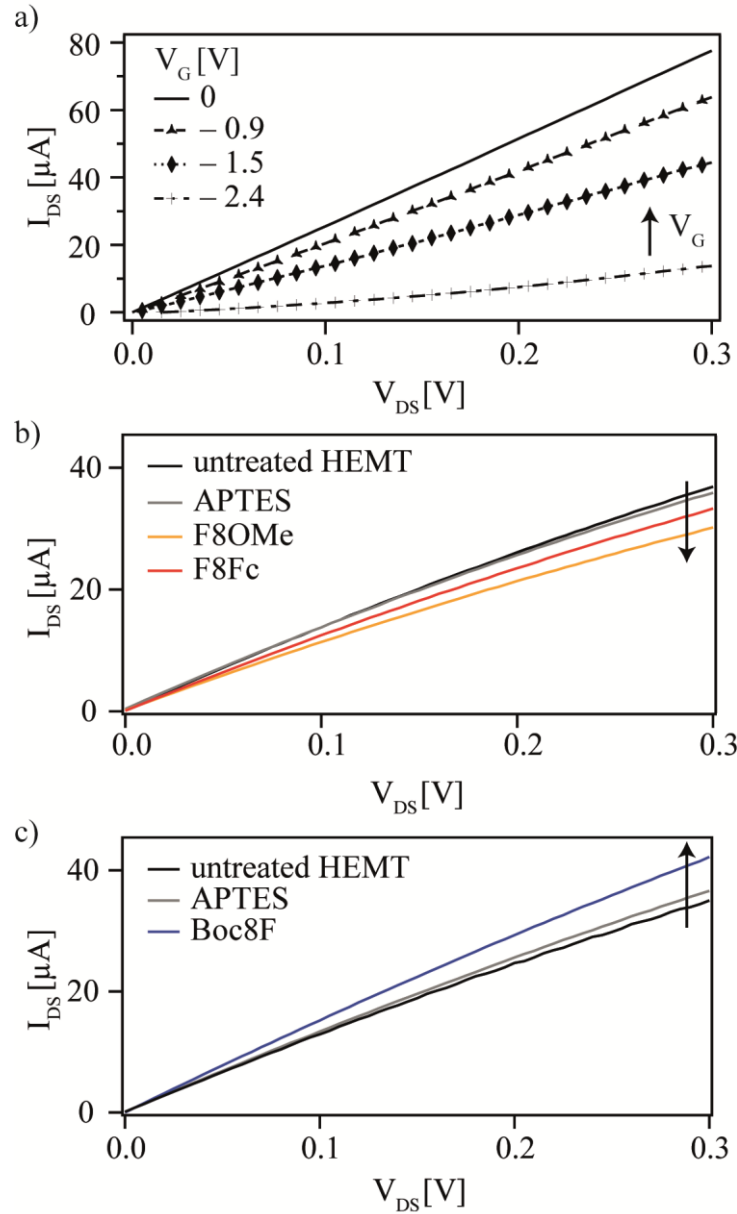 a)
80
60
40
20
0
I_DS [µA]
V_G [V]
0
– 0.9
– 1.5
– 2.4
V_G
0.0 0.1 0.2 0.3
V_DS [V]
b)
40
20
0
I_DS [µA]
untreated HEMT
APTES
F8OMe
F8Fc
0.0 0.1 0.2 0.3
V_DS [V]
c)
40
20
0
I_DS [µA]
untreated HEMT
APTES
Boc8F
0.0 0.1 0.2 0.3
V_DS [V]